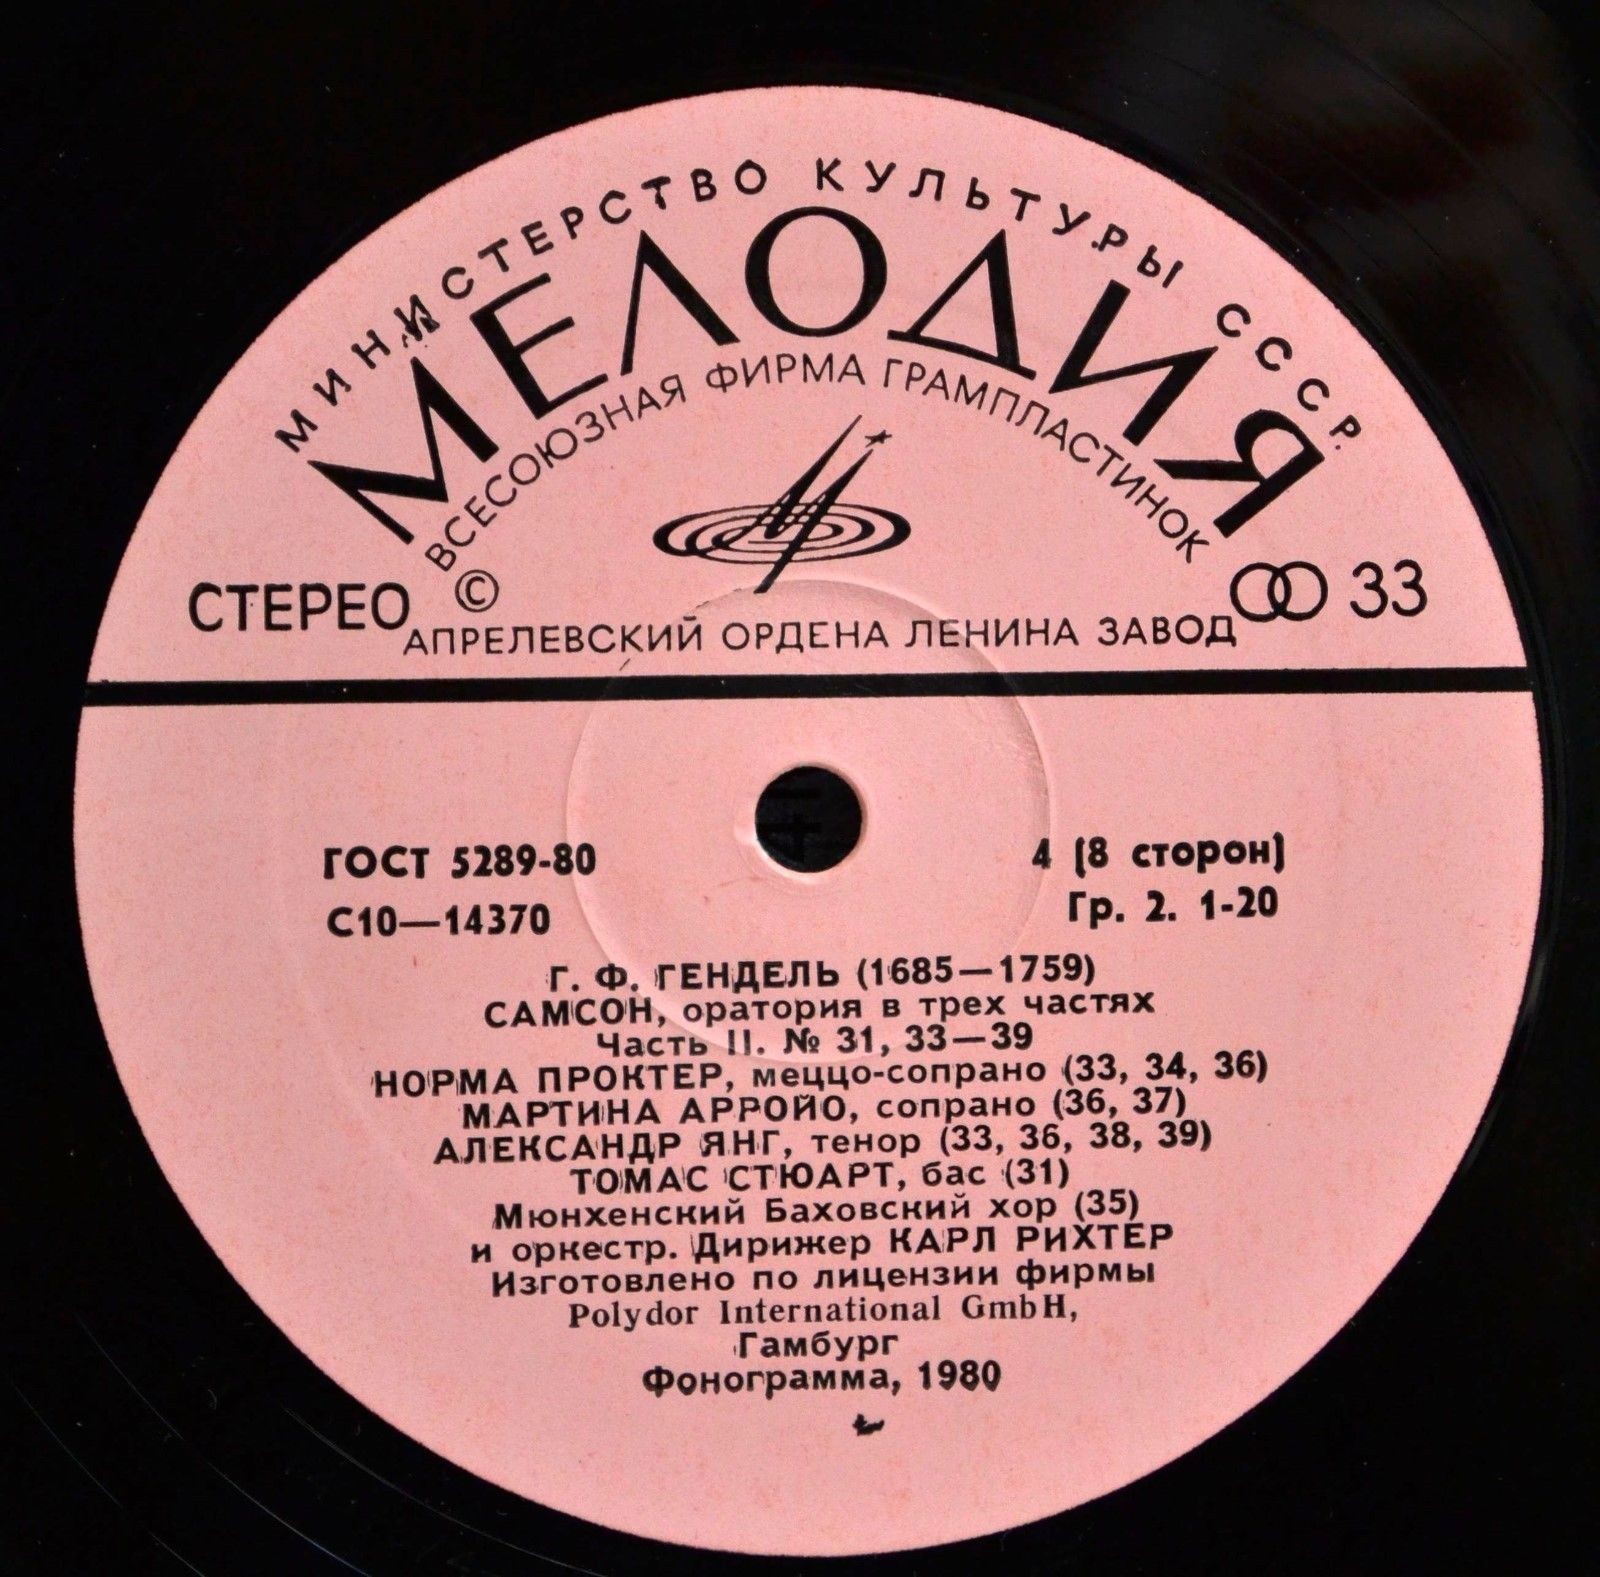 МИНИСТЕРСТВО КУЛЬТУРЫ СССР.
МЕЛОДИЯ
ВСЕСОЮЗНАЯ ФИРМА ГРАМПЛАСТИНОК
СТЕРЕО © 33
АПРЕЛЕВСКИЙ ОРДЕНА ЛЕНИНА ЗАВОД
ГОСТ 5289-80 4 (8 сторон)
С10—14370 Гр. 2. 1-20
Г. Ф. ГЕНДЕЛЬ (1685—1759)
САМСОН, оратория в трех частях
Часть II. № 31, 33—39
НОРМА ПРОКТЕР, меццо-сопрано (33, 34, 36)
МАРТИНА АРРОЙО, сопрано (36, 37)
АЛЕКСАНДР ЯНГ, тенор (33, 36, 38, 39)
ТОМАС СТЮАРТ, бас (31)
Мюнхенский Баховский хор (35)
и оркестр. Дирижер КАРЛ РИХТЕР
Изготовлено по лицензии фирмы
Polydor International GmbH,
Гамбург
Фонограмма, 1980